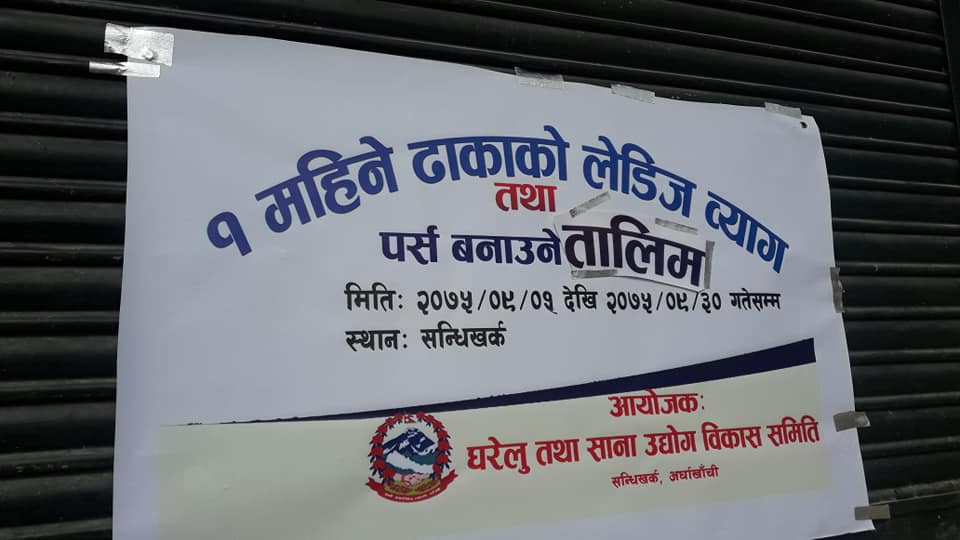 १ महिने ढाकाको लेडिज व्याग
तथा
पर्स बनाउने तालिम
मितिः २०७५/०९/०१ देखि २०७५/०९/३० गतेसम्म
स्थानः सन्धिखर्क
आयोजकः
घरेलु तथा साना उद्योग विकास समिति
सन्धिखर्क, अर्घाखाँची